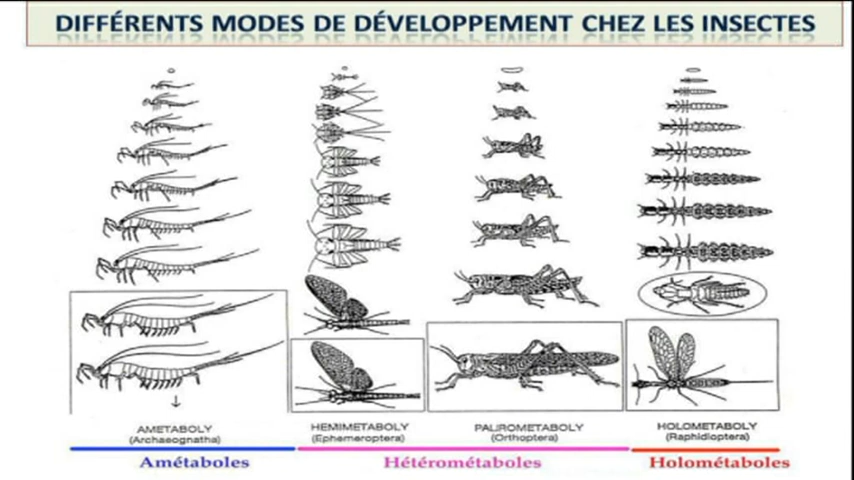 DIFFÉRENTS MODES DE DÉVELOPPEMENT CHEZ LES INSECTES
AMETABOLY
(Archaeognatha)
HEMIMETABOLY
(Ephemeroptera)
PAUROMETABOLY
(Orthoptera)
HOLOMETABOLY
(Raphidioptera)
Amétaboles
Hétérométaboles
Holométaboles